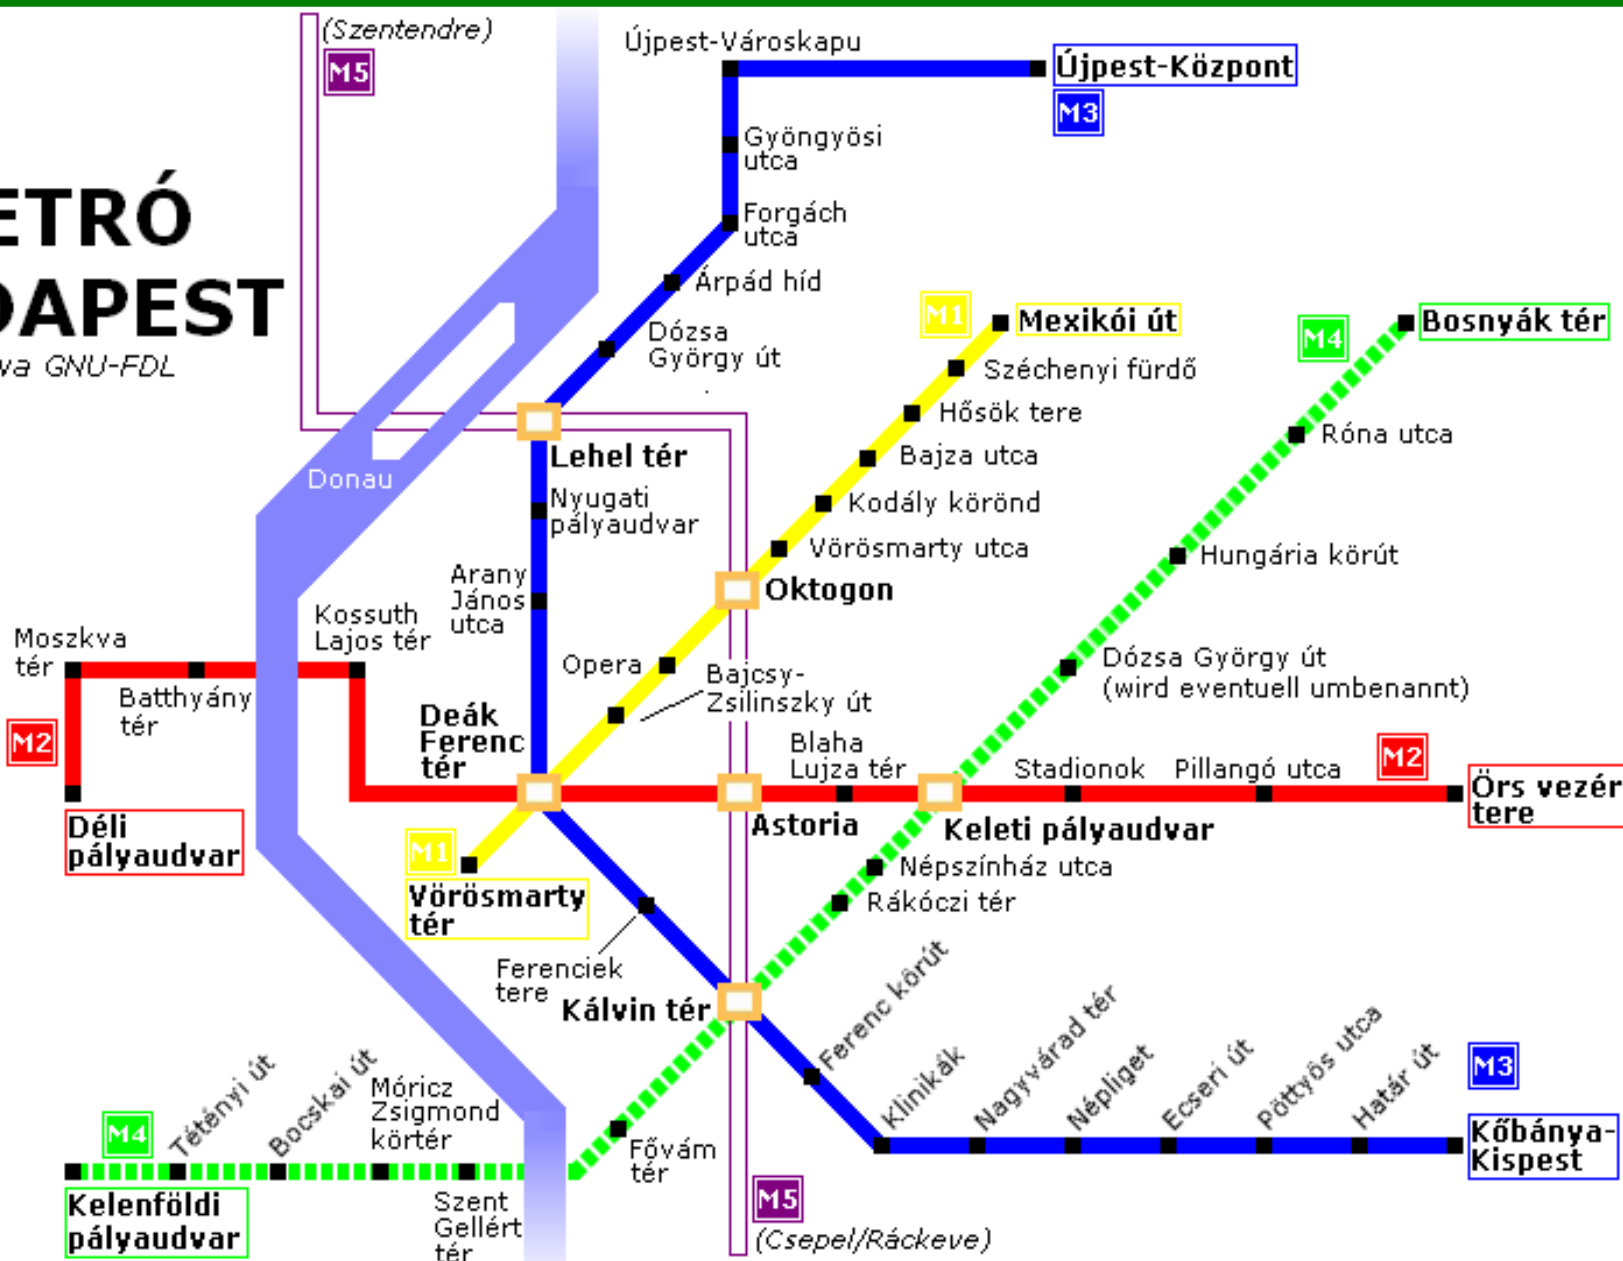 (Szentendre)
M5
Újpest-Városkapu
Újpest-Központ
M3
Gyöngyösi
utca
ETRÓ
DAPEST
va GNU-FDL
Forgách
utca
Árpád híd
Dózsa
György út
M1
Mexikói út
M4
Bosnyák tér
Széchenyi fürdő
Hősök tere
Róna utca
Bajza utca
Lehel tér
Donau
Nyugati
pályaudvar
Kodály körönd
Vörösmarty utca
Hungária körút
Arany
János
utca
Oktogon
Kossuth
Lajos tér
Moszkva
tér
Batthyány
tér
Opera
Bajcsy-
Zsilinszky út
Dózsa György út
(wird eventuell umbenannt)
M2
Deák
Ferenc
tér
Blaha
Lujza tér
Stadionok
Pillangó utca
M2
Örs vezér
tere
Déli
pályaudvar
Astoria
Keleti pályaudvar
M1
Vörösmarty
tér
Népszínház utca
Rákóczi tér
Ferenciek
tere
Kálvin tér
Ferenc körút
Klinikák
Nagyvárad tér
Népliget
Ecseri út
Pöttyös utca
Határ út
M3
Kőbánya-
Kispest
M4
Tétényi út
Bocskai út
Móricz
Zsigmond
körtér
Fővám
tér
Kelenföldi
pályaudvar
Szent
Gellért
tér
M5
(Csepel/Ráckeve)